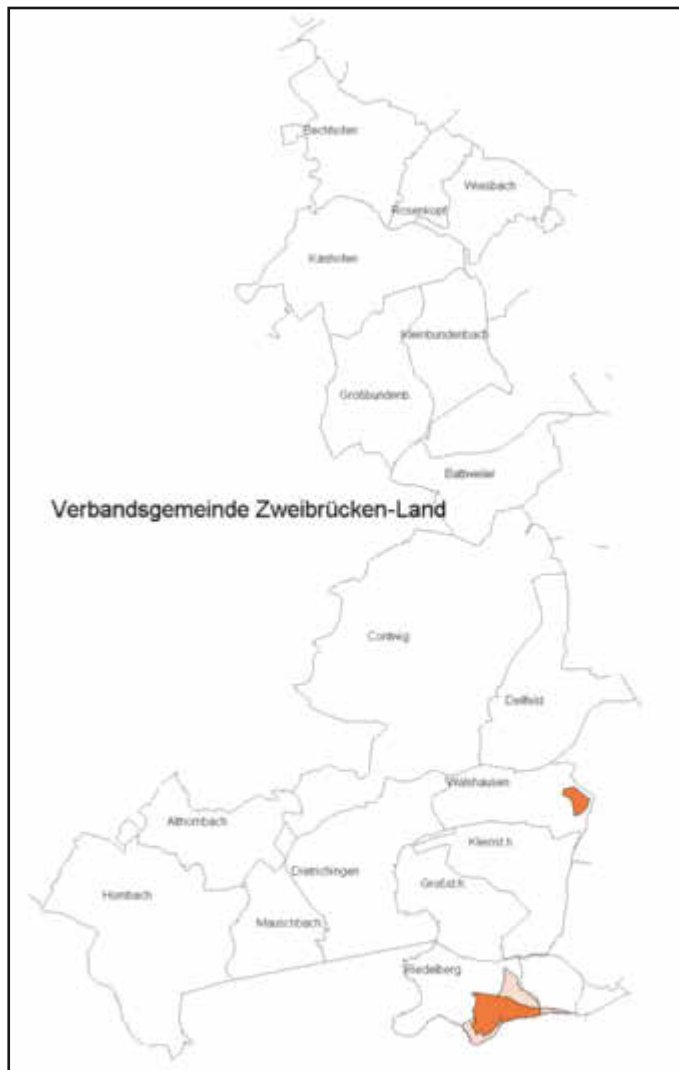 Bechhofen
Wiesbach
Rosenkopf
Käshofen
Kleinbundenbach
Großbundenb.
Battweiler
Verbandsgemeinde Zweibrücken-Land
Contwig
Dellfeld
Walshausen
Althornbach
Kleinst.h.
Dietrichingen
Großst.h.
Hornbach
Mauschbach
Riedelberg